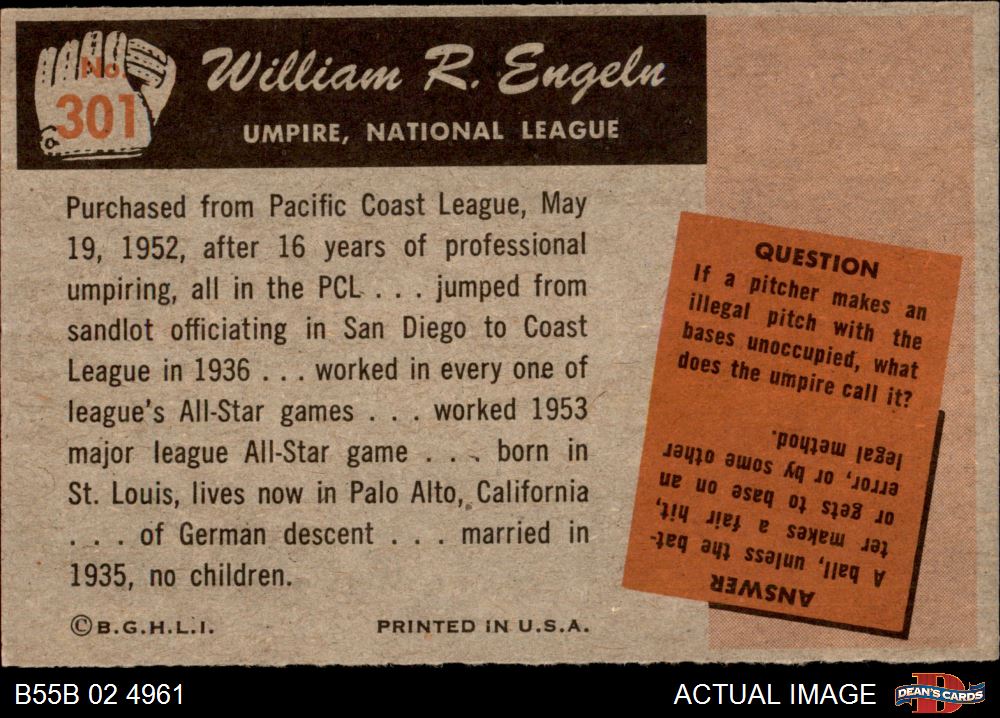 No.
301
William R. Engeln
UMPIRE, NATIONAL LEAGUE
Purchased from Pacific Coast League, May
19, 1952, after 16 years of professional
umpiring, all in the PCL . . . jumped from
sandlot officiating in San Diego to Coast
League in 1936 . . . worked in every one of
league's All-Star games . . . worked 1953
major league All-Star game . . . born in
St. Louis, lives now in Palo Alto, California
. . . of German descent . . . married in
1935, no children.
©B.G.H.L.I.
PRINTED IN U.S.A.
QUESTION
If a pitcher makes an
illegal pitch with the
bases unoccupied, what
does the umpire call it?
ANSWER
A ball, unless the bat-
ter makes a fair hit,
or gets to base on an
error, or by some other
legal method.
B55B 02 4961
ACTUAL IMAGE
D
DEAN'S CARDS